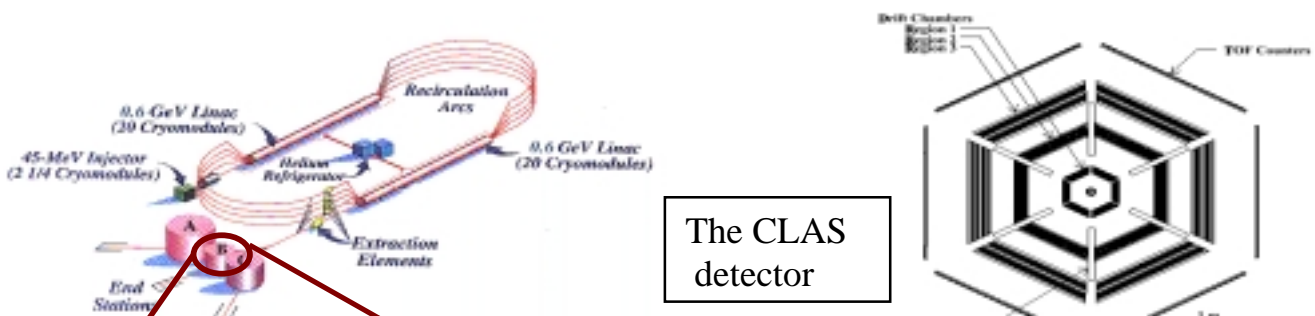 Drift Chambers
Region 1
Region 2
Region 3
TOF Counters
Recirculation
Arcs
0.6 GeV Linac
(20 Cryomodules)
0.6 GeV Linac
(20 Cryomodules)
45-MeV Injector
(2 1/4 Cryomodules)
Helium
Refrigerator
A
B
C
Extraction
Elements
End
Stations
The CLAS
detector